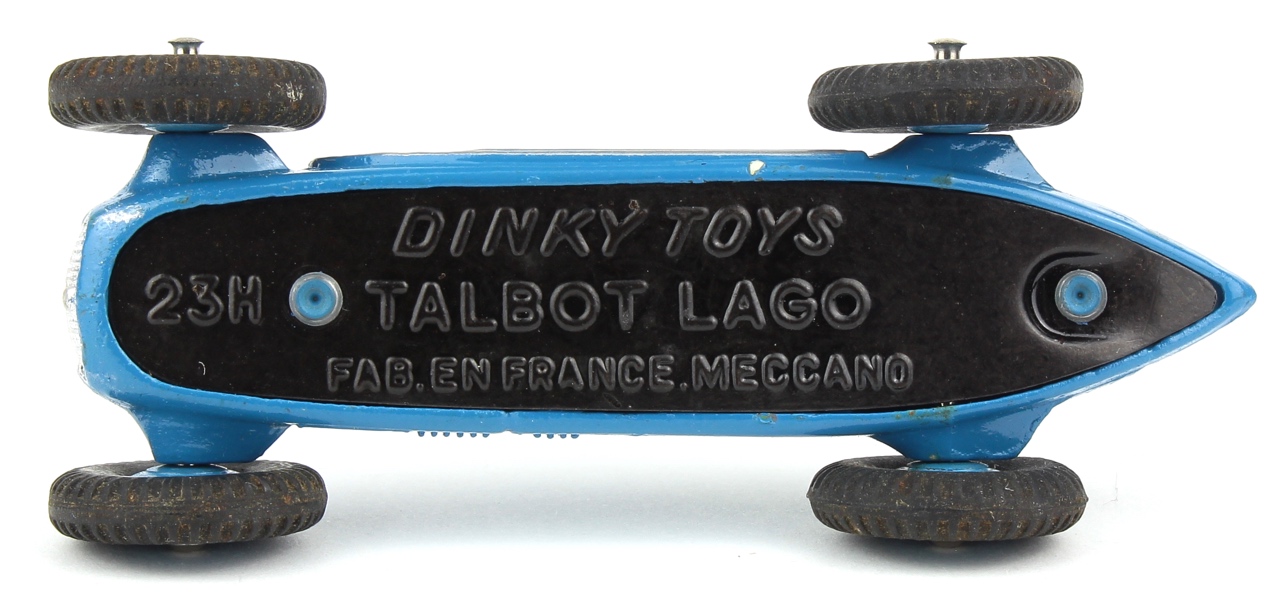 DINKY TOYS
23H TALBOT LAGO
FAB. EN FRANCE. MECCANO